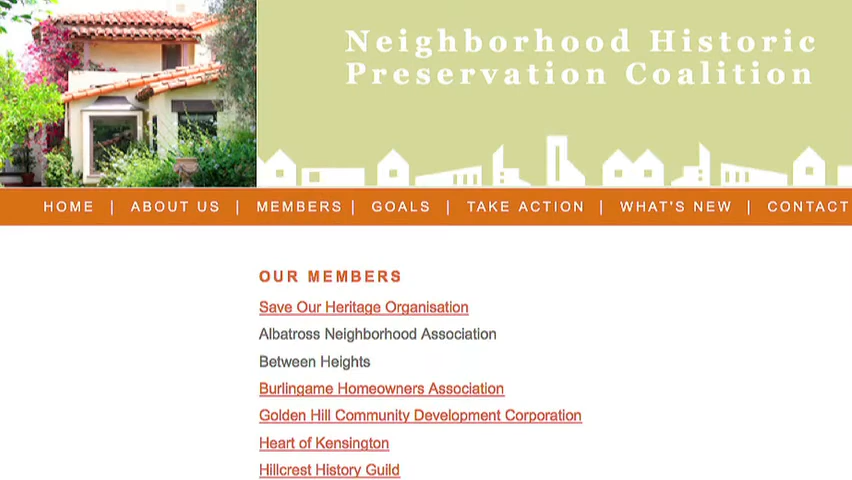 Neighborhood Historic
Preservation Coalition
HOME | ABOUT US | MEMBERS | GOALS | TAKE ACTION | WHAT'S NEW | CONTACT
OUR MEMBERS
Save Our Heritage Organisation
Albatross Neighborhood Association
Between Heights
Burlingame Homeowners Association
Golden Hill Community Development Corporation
Heart of Kensington
Hillcrest History Guild